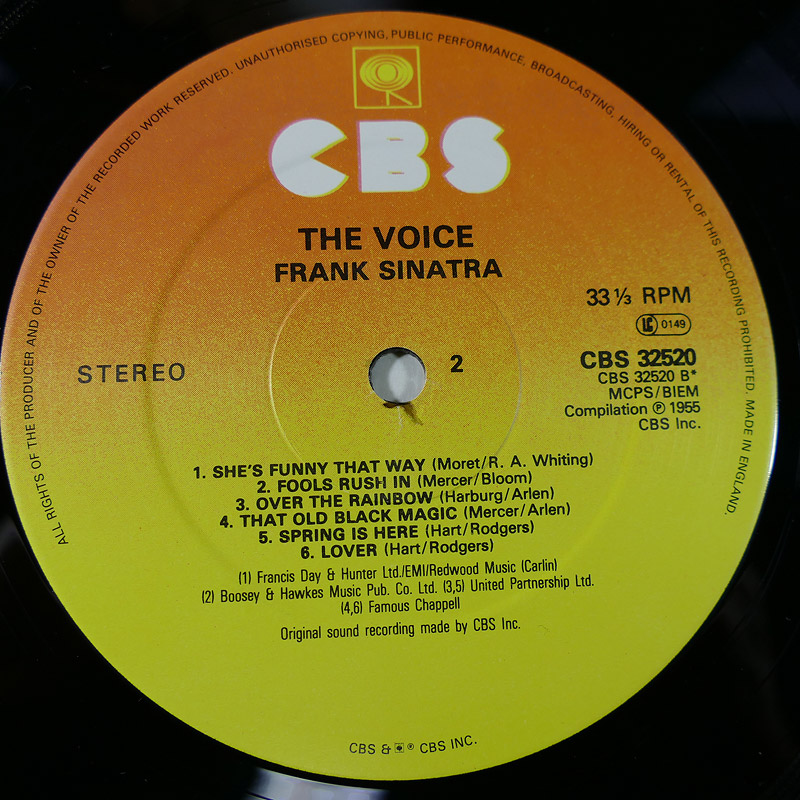 ALL RIGHTS OF THE PRODUCER AND OF THE OWNER OF THE RECORDED WORK RESERVED. UNAUTHORISED COPYING, PUBLIC PERFORMANCE, BROADCASTING, HIRING OR RENTAL OF THIS RECORDING PROHIBITED. MADE IN ENGLAND.
CBS
THE VOICE
FRANK SINATRA
33 ⅓ RPM
LC 0149
STEREO
2
CBS 32520
CBS 32520 B*
MCPS/BIEM
Compilation ℗ 1955
CBS Inc.
1. SHE'S FUNNY THAT WAY (Moret/R. A. Whiting)
2. FOOLS RUSH IN (Mercer/Bloom)
3. OVER THE RAINBOW (Harburg/Arlen)
4. THAT OLD BLACK MAGIC (Mercer/Arlen)
5. SPRING IS HERE (Hart/Rodgers)
6. LOVER (Hart/Rodgers)
(1) Francis Day & Hunter Ltd./EMI/Redwood Music (Carlin)
(2) Boosey & Hawkes Music Pub. Co. Ltd. (3,5) United Partnership Ltd.
(4,6) Famous Chappell
Original sound recording made by CBS Inc.
CBS & ® CBS INC.